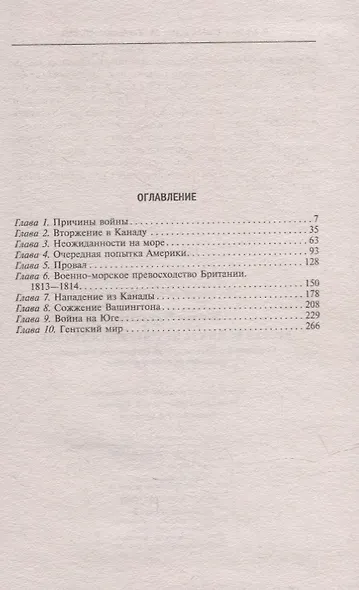 ОГЛАВЛЕНИЕ
Глава 1. Причины войны 7
Глава 2. Вторжение в Канаду 35
Глава 3. Неожиданности на море 63
Глава 4. Очередная попытка Америки 93
Глава 5. Провал 128
Глава 6. Военно-морское превосходство Британии.
1813—1814 150
Глава 7. Нападение из Канады 178
Глава 8. Сожжение Вашингтона 208
Глава 9. Война на Юге 229
Глава 10. Гентский мир 266